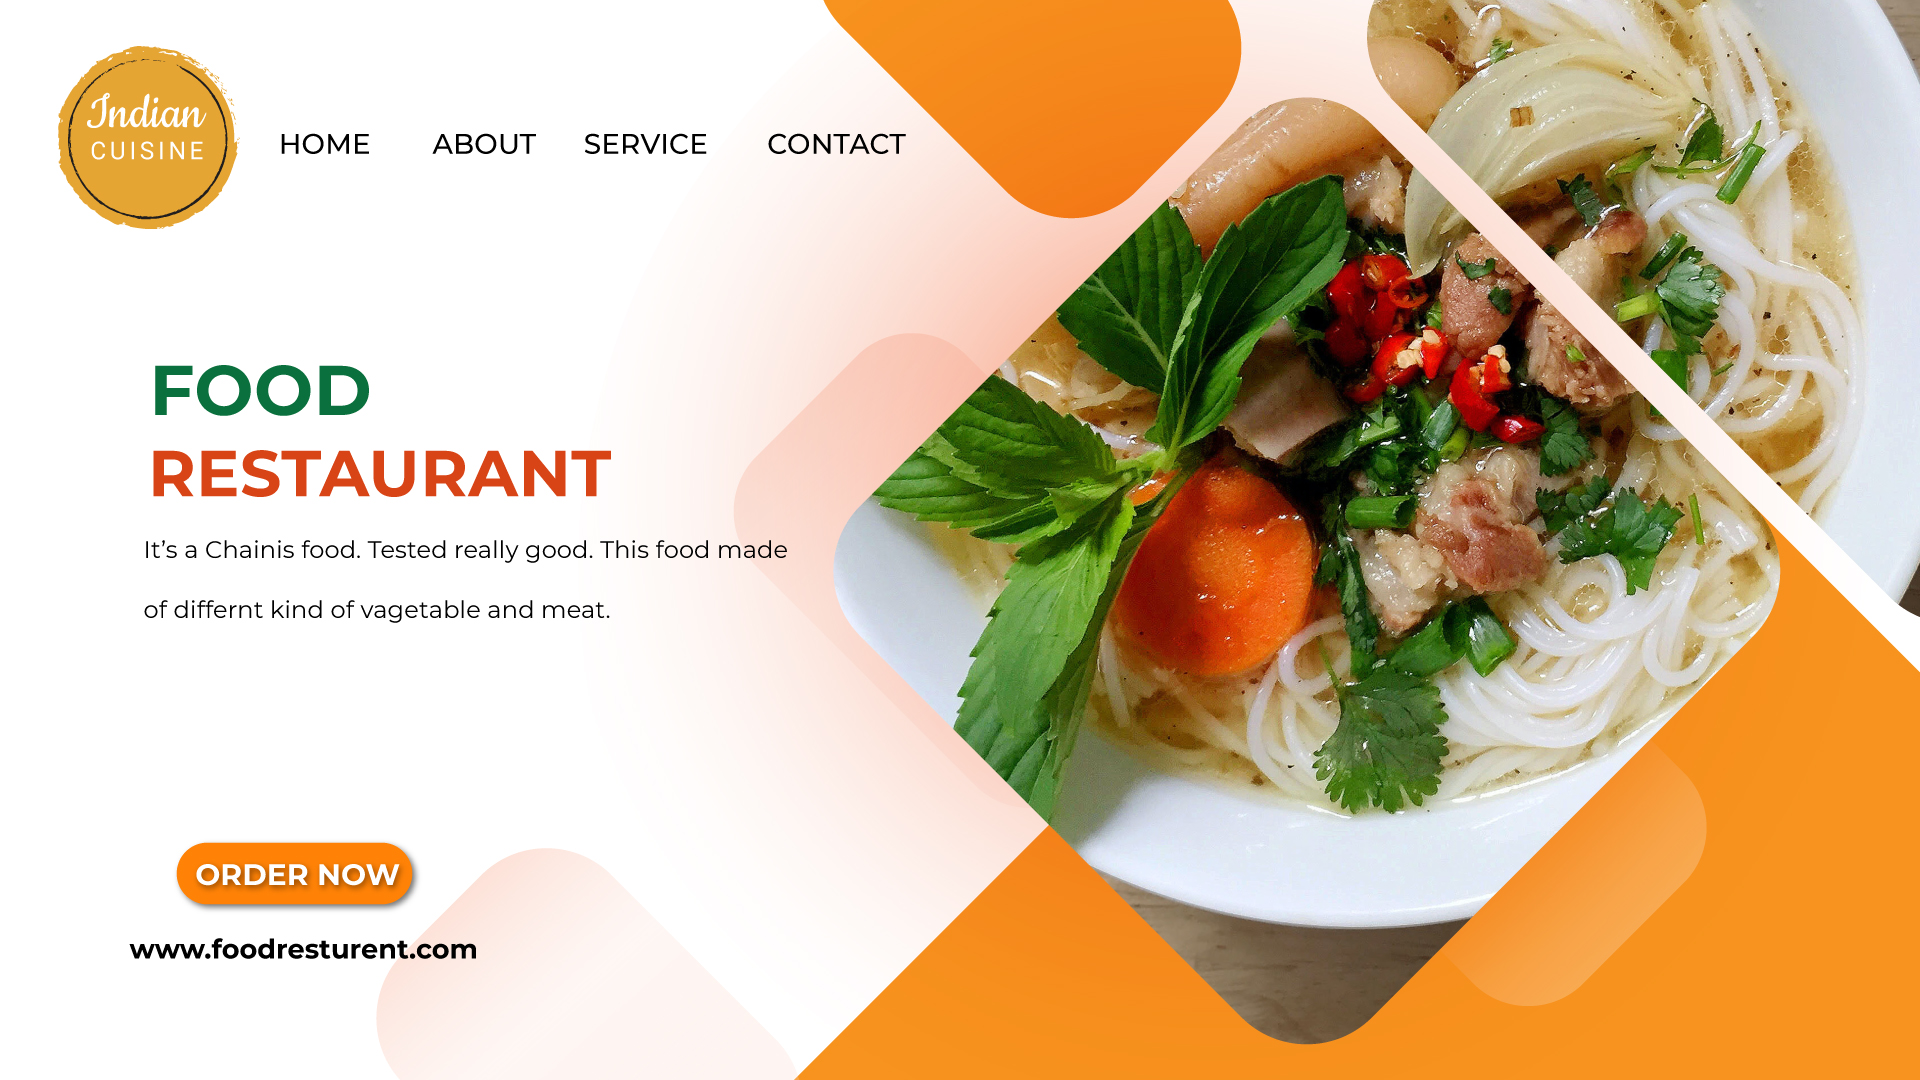 Indian
CUISINE
HOME ABOUT SERVICE CONTACT
FOOD
RESTAURANT
It’s a Chainis food. Tested really good. This food made
of differnt kind of vagetable and meat.
ORDER NOW
www.foodresturent.com